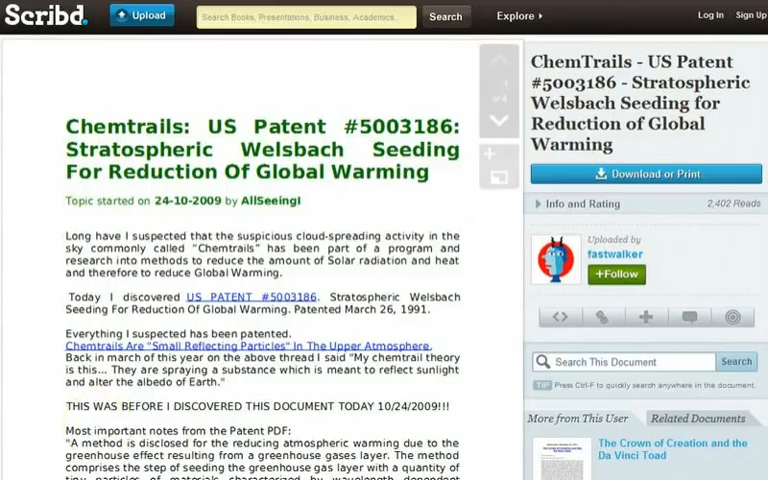 Scribd.
Upload
Search Books, Presentations, Business, Academics...
Search
Explore
Log In
Sign Up
Chemtrails: US Patent #5003186:
Stratospheric Welsbach Seeding
For Reduction Of Global Warming
Topic started on 24-10-2009 by AllSeeingI
Long have I suspected that the suspicious cloud-spreading activity in the
sky commonly called "Chemtrails" has been part of a program and
research into methods to reduce the amount of Solar radiation and heat
and therefore to reduce Global Warming.
Today I discovered US PATENT #5003186. Stratospheric Welsbach
Seeding For Reduction Of Global Warming. Patented March 26, 1991.
Everything I suspected has been patented.
Chemtrails Are "Small Reflecting Particles" In The Upper Atmosphere.
Back in march of this year on the above thread I said "My chemtrail theory
is this... They are spraying a substance which is meant to reflect sunlight
and alter the albedo of Earth."
THIS WAS BEFORE I DISCOVERED THIS DOCUMENT TODAY 10/24/2009!!!
Most important notes from the Patent PDF:
"A method is disclosed for the reducing atmospheric warming due to the
greenhouse effect resulting from a greenhouse gases layer. The method
comprises the step of seeding the greenhouse gas layer with a quantity of
tiny particles of materials characterized by wavelength dependent
1
of 4
ChemTrails - US Patent
#5003186 - Stratospheric
Welsbach Seeding for
Reduction of Global
Warming
Download or Print
Info and Rating
2,402 Reads
Uploaded by
fastwalker
+Follow
Search This Document
Search
TIP Press Ctrl-F to quickly search anywhere in the document.
More from This User
Related Documents
The Crown of Creation and the
Da Vinci Toad